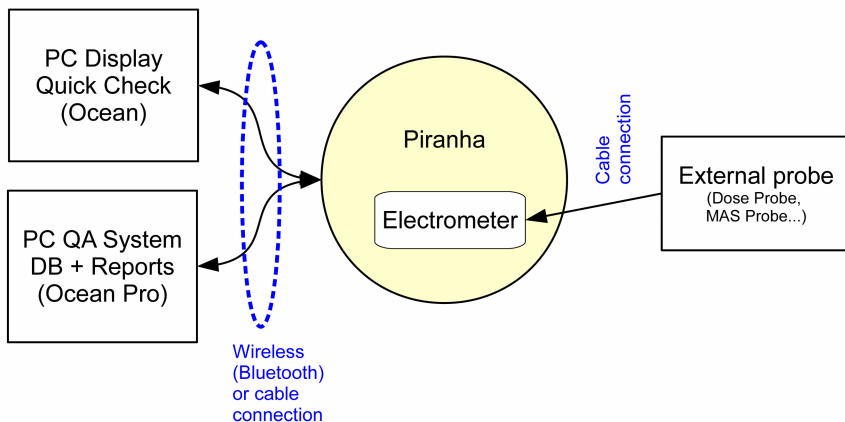 PC Display
Quick Check
(Ocean)
PC QA System
DB + Reports
(Ocean Pro)
Wireless
(Bluetooth)
or cable
connection
Piranha
Electrometer
Cable
connection
External probe
(Dose Probe,
MAS Probe...)